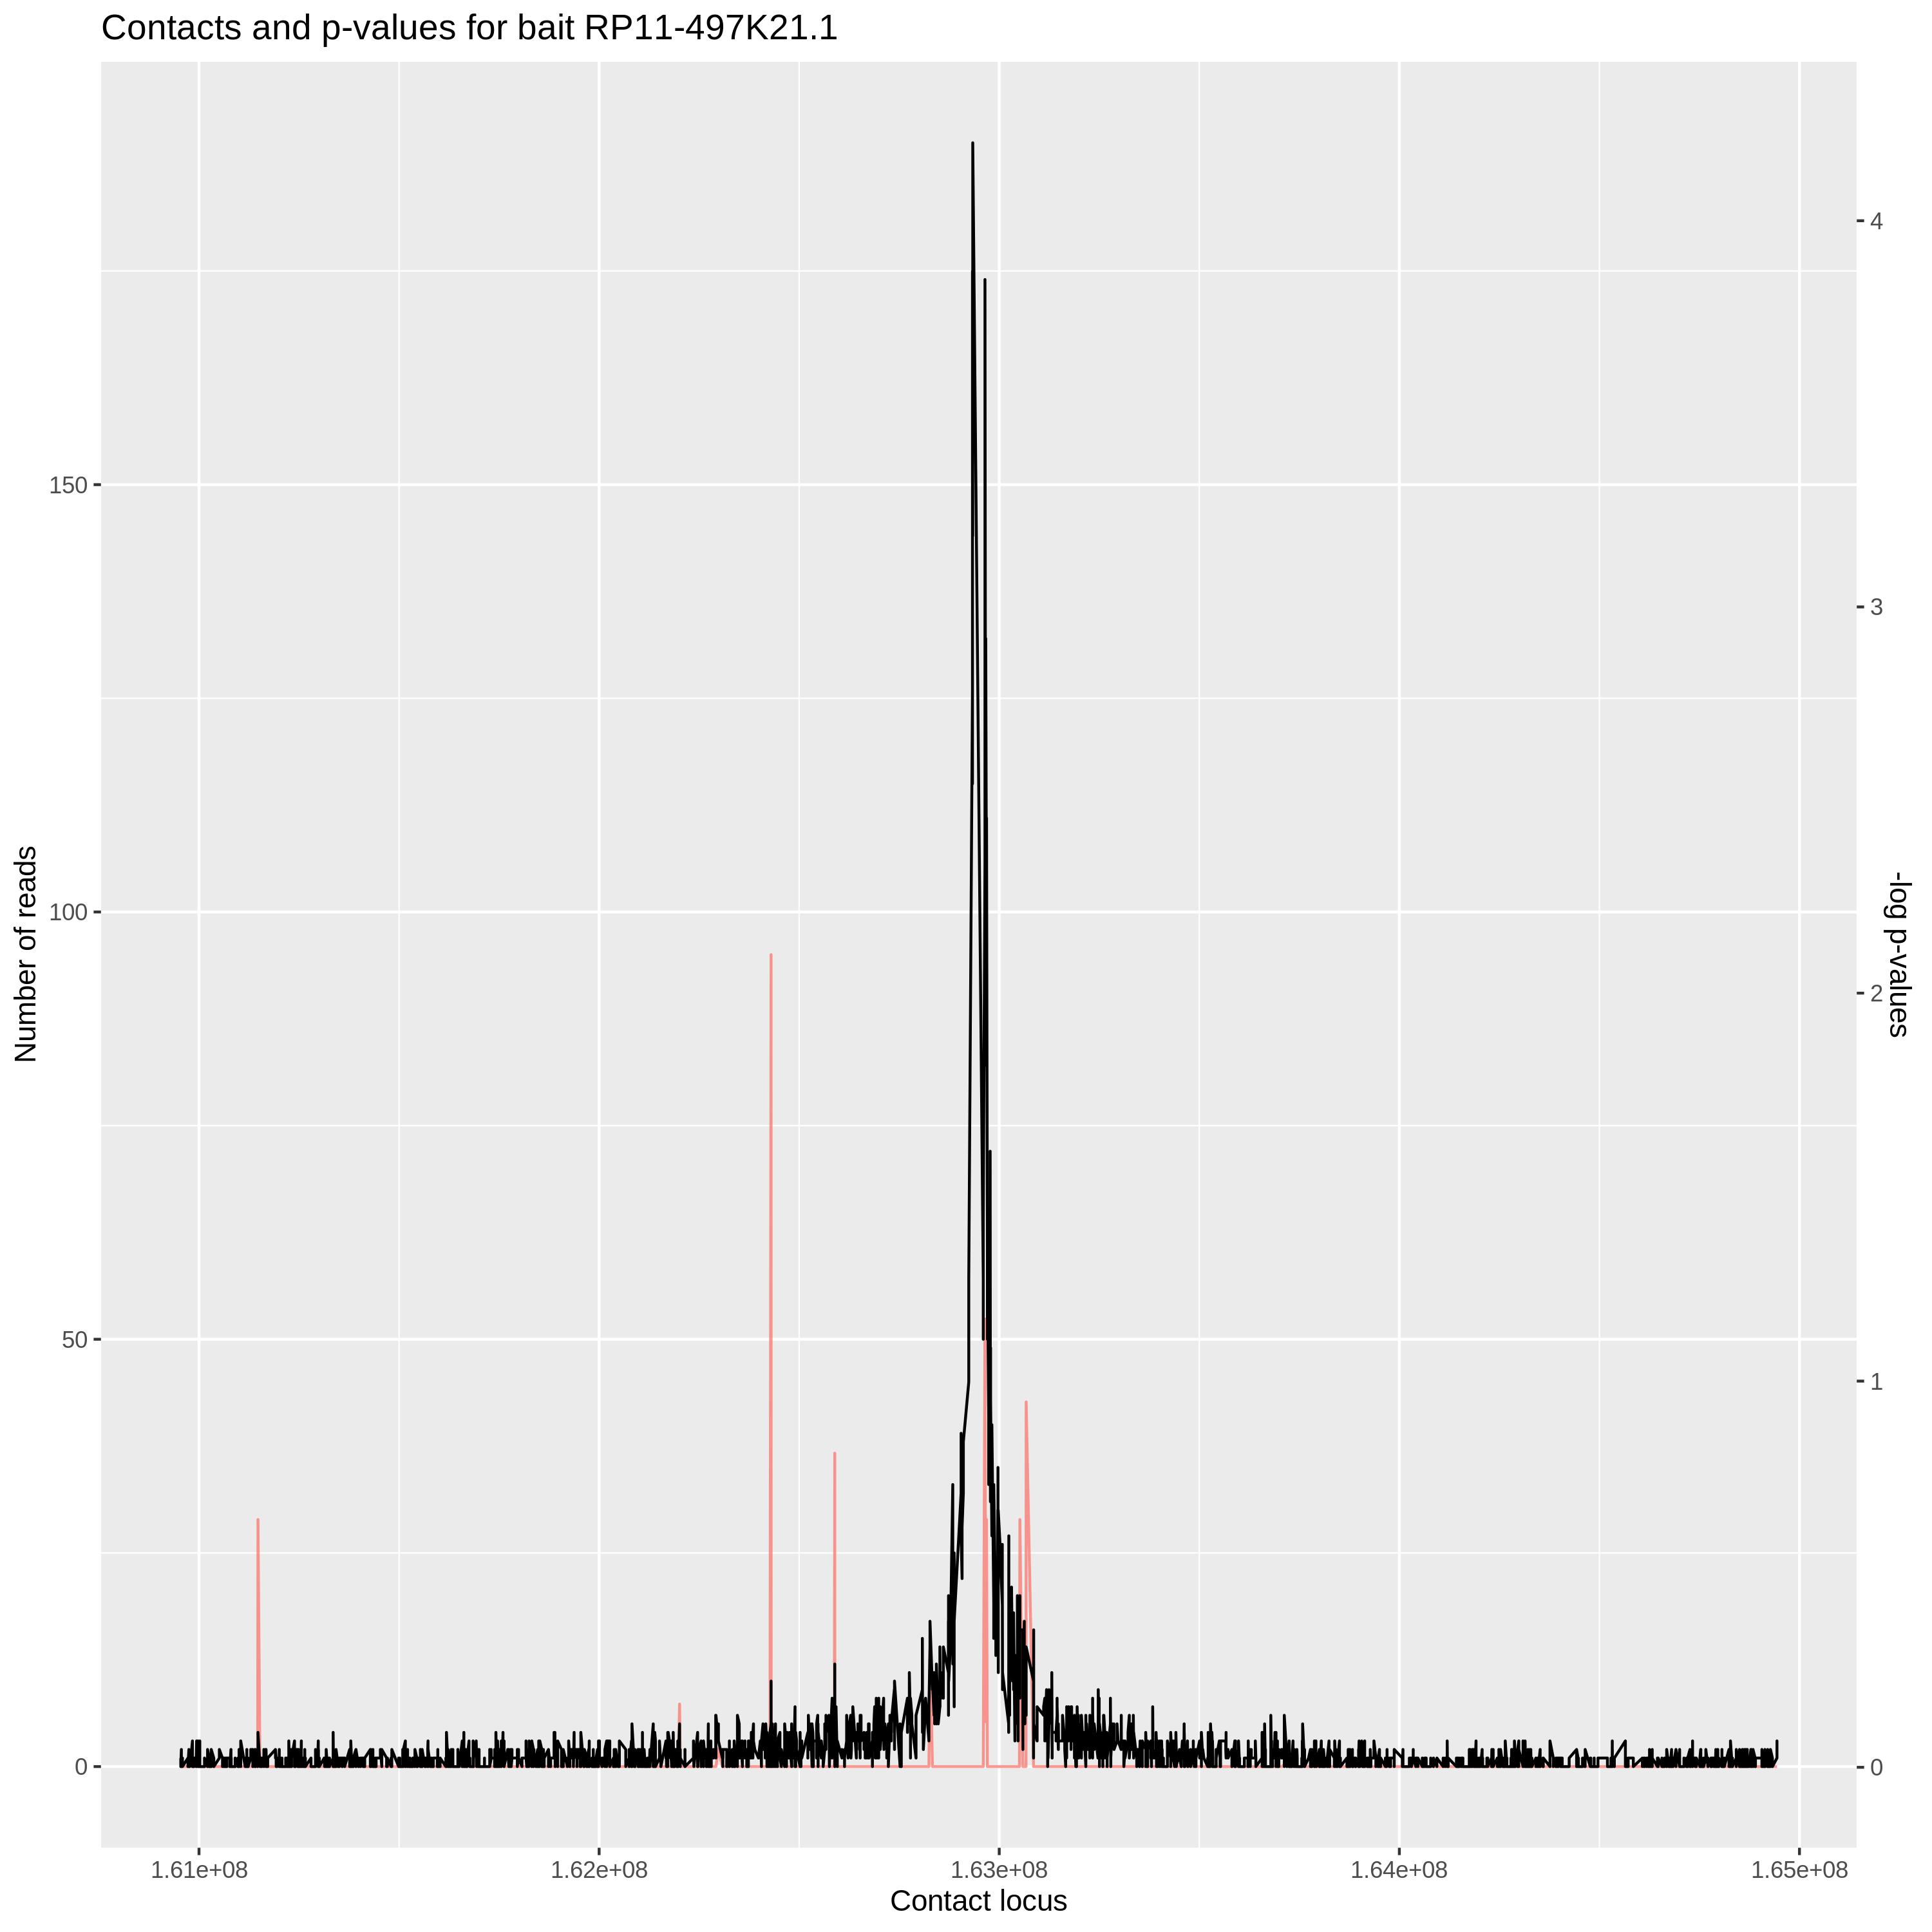 Contacts and p-values for bait RP11-497K21.1
Number of reads
150
100
50
0
4
3
2
1
0
-log p-values
1.61e+08
1.62e+08
1.63e+08
1.64e+08
1.65e+08
Contact locus